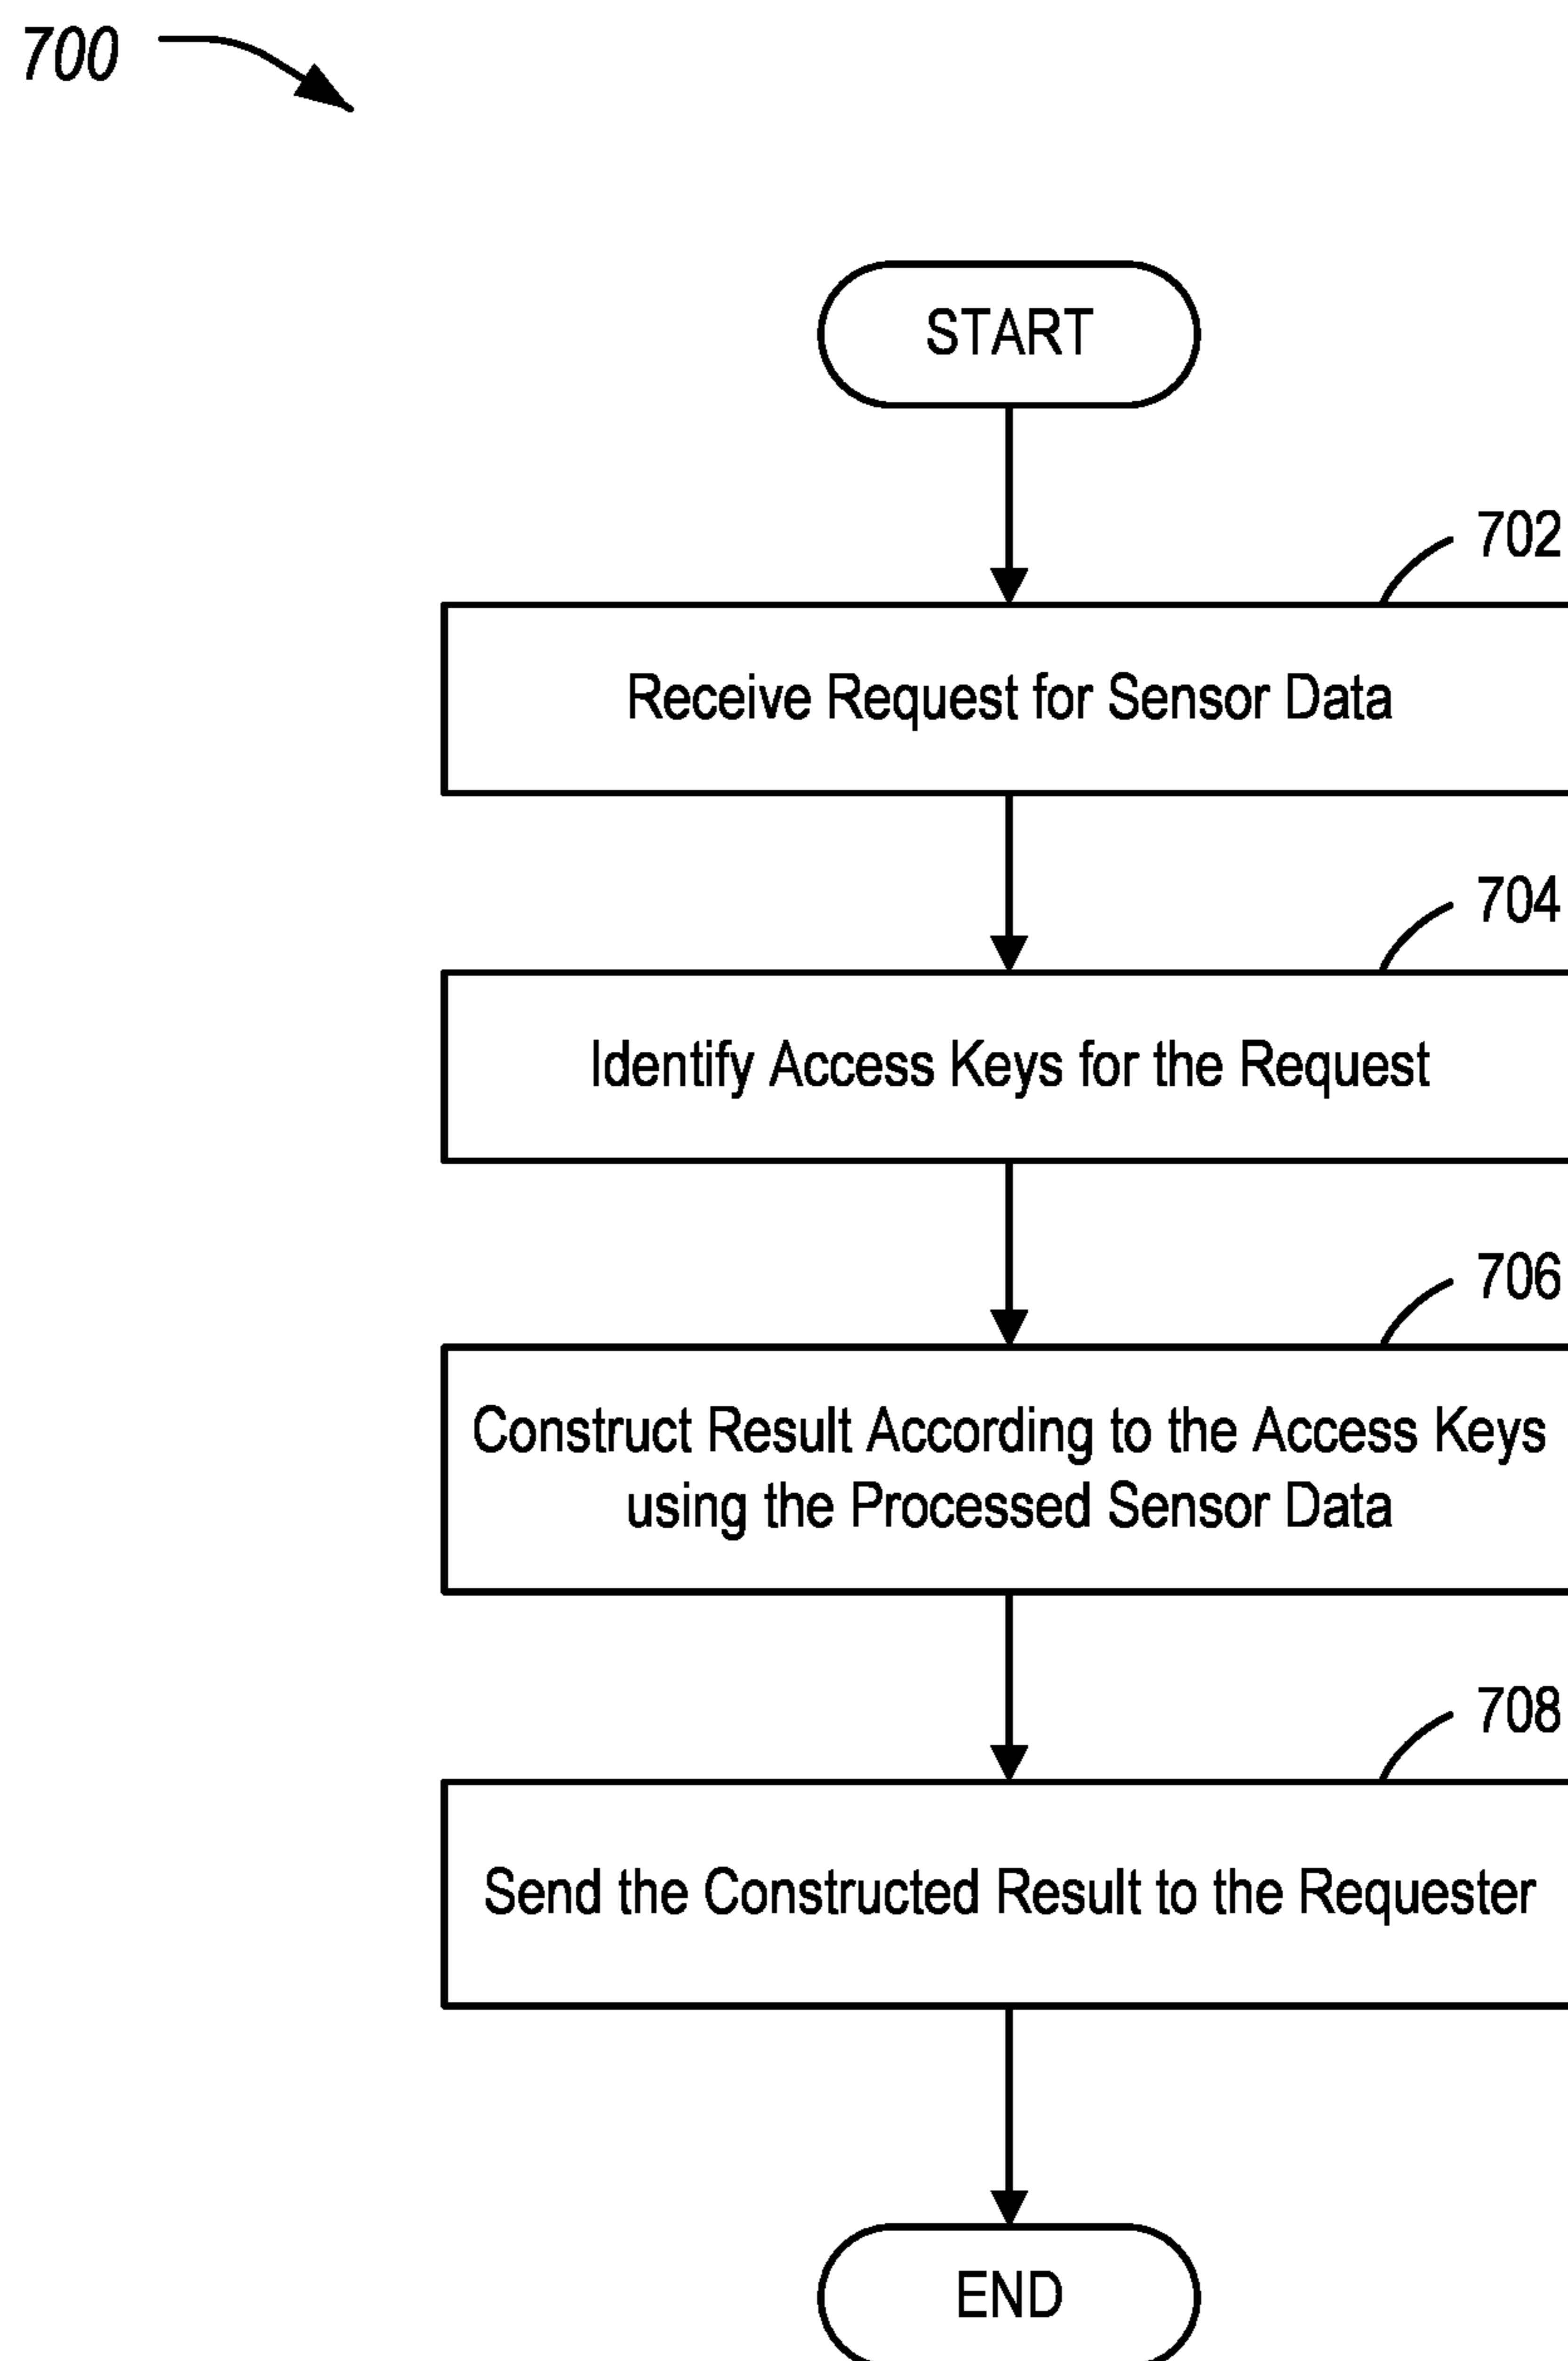 700
START
702
Receive Request for Sensor Data
704
Identify Access Keys for the Request
706
Construct Result According to the Access Keys
using the Processed Sensor Data
708
Send the Constructed Result to the Requester
END